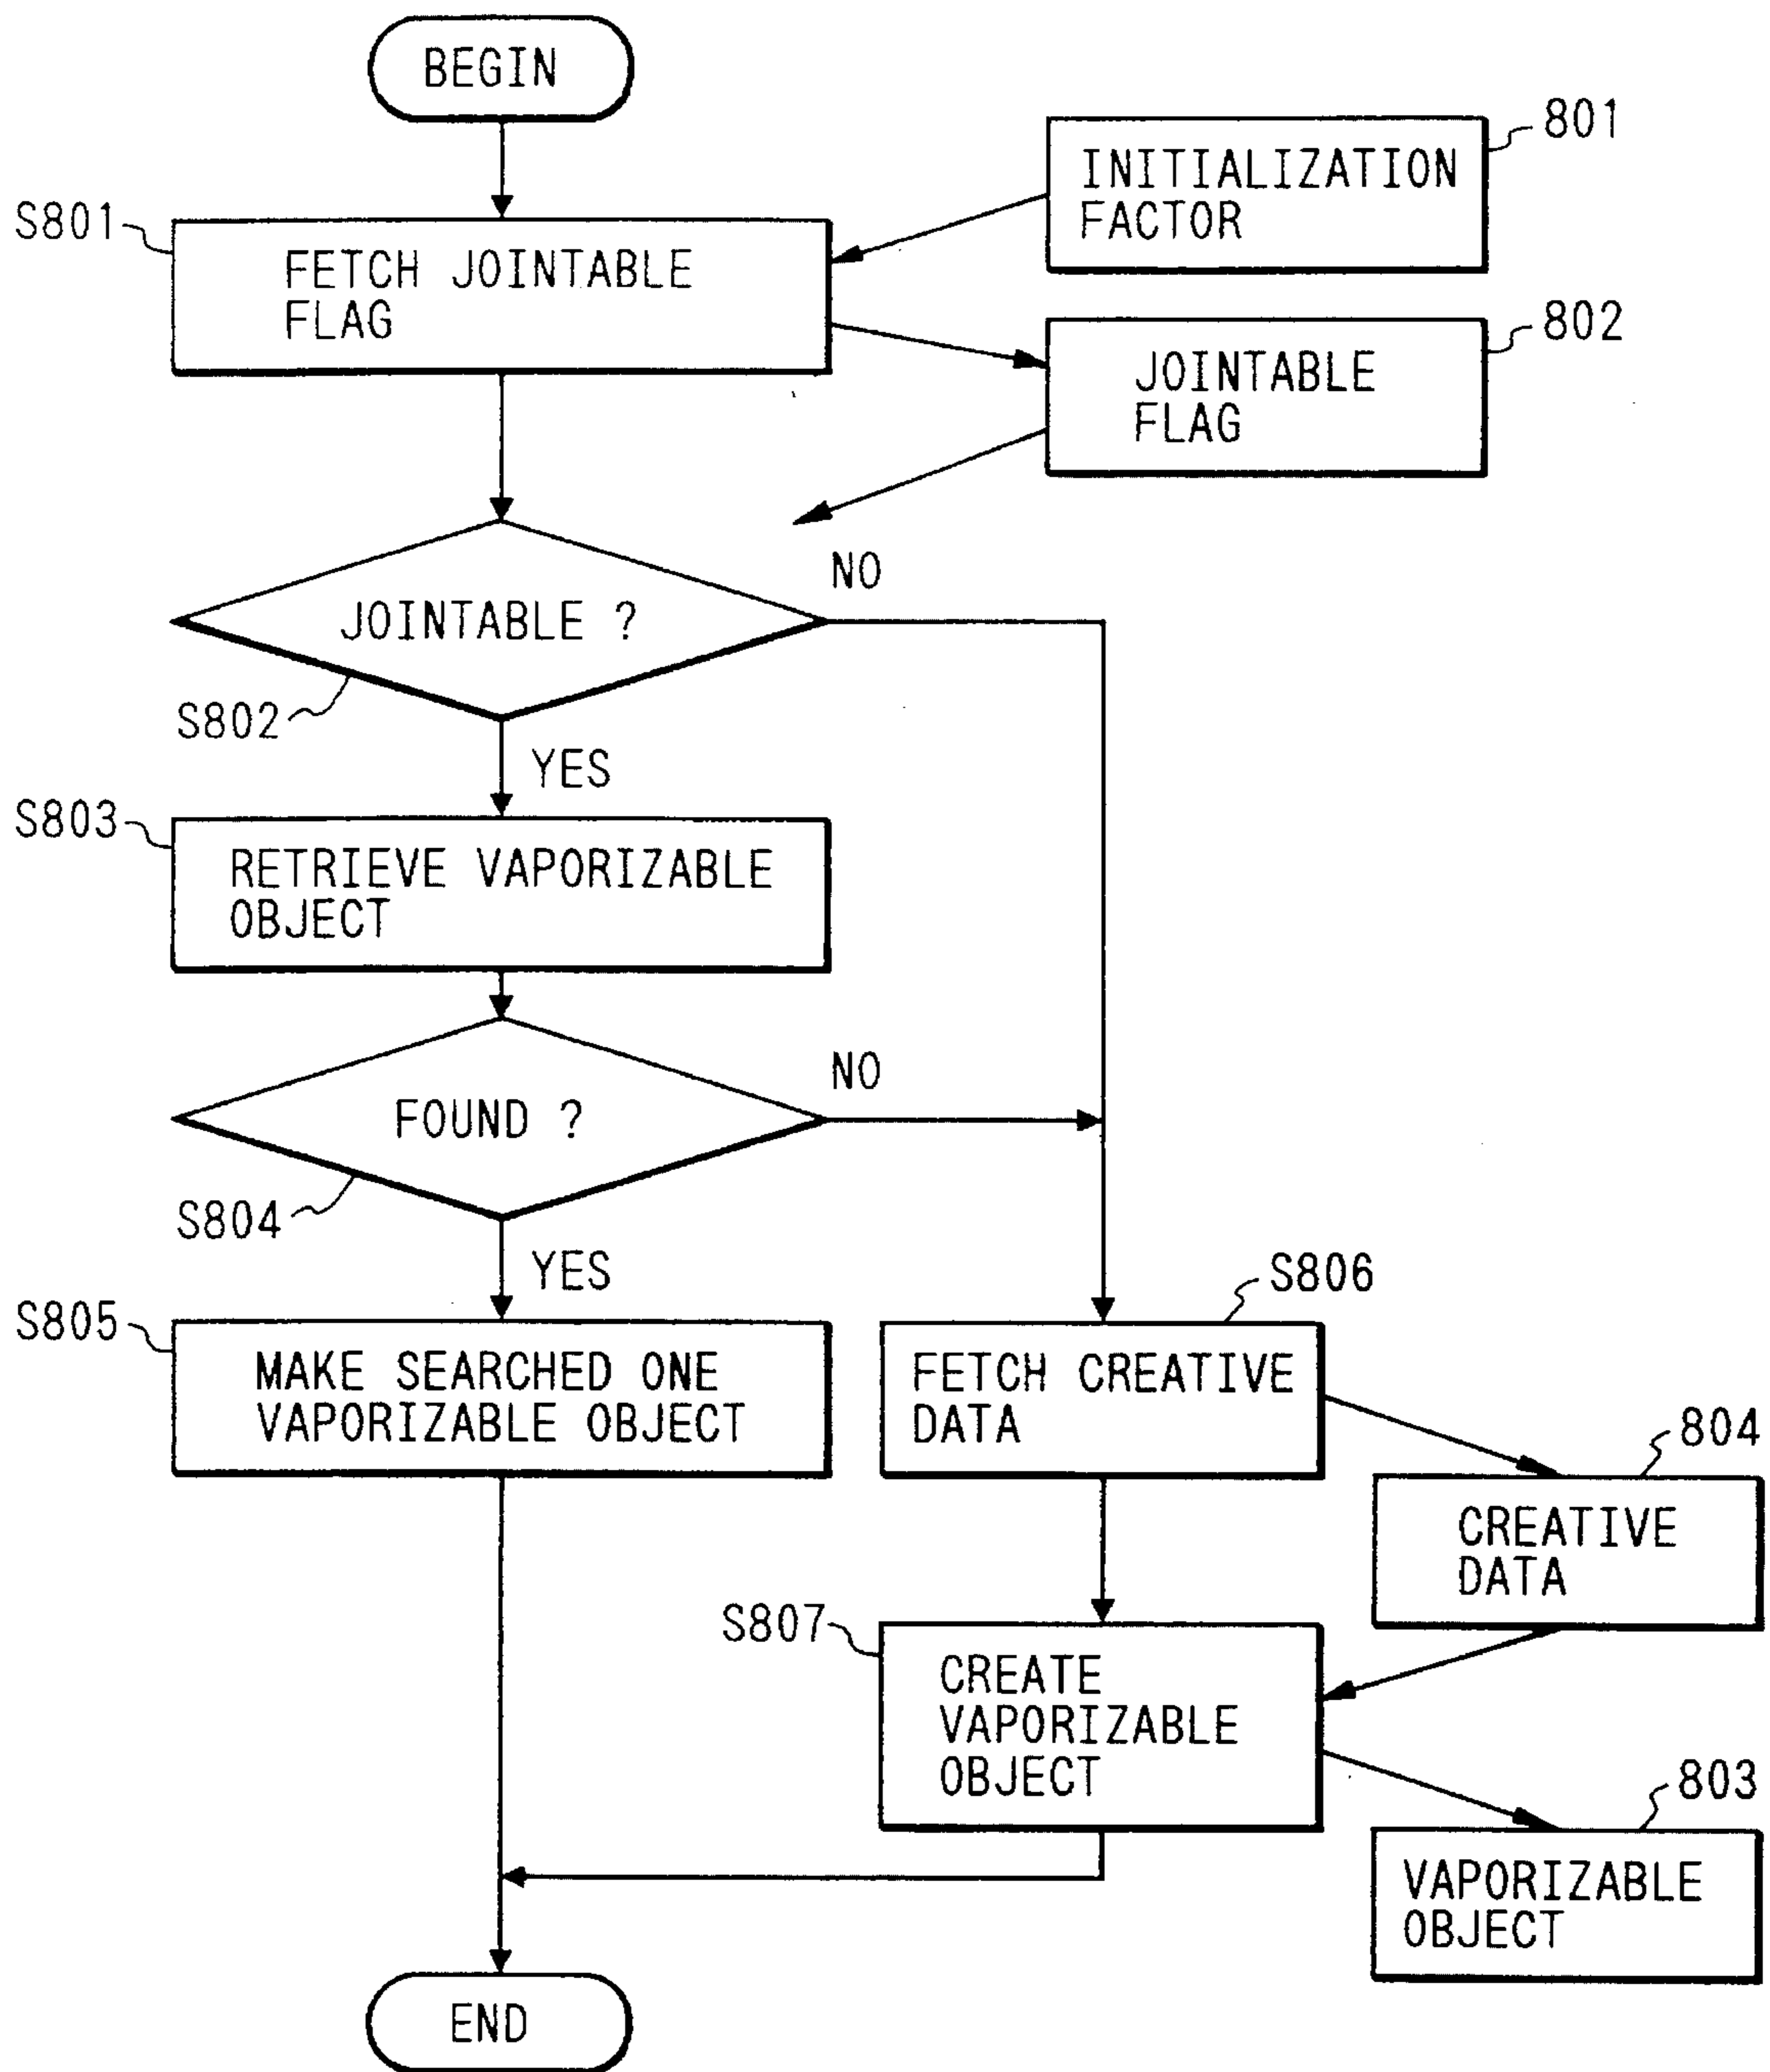 BEGIN
801
INITIALIZATION
FACTOR
S801
FETCH JOINTABLE
FLAG
802
JOINTABLE
FLAG
NO
JOINTABLE ?
S802
YES
S803
RETRIEVE VAPORIZABLE
OBJECT
NO
FOUND ?
S804
YES
S806
S805
MAKE SEARCHED ONE
VAPORIZABLE OBJECT
FETCH CREATIVE
DATA
804
CREATIVE
DATA
S807
CREATE
VAPORIZABLE
OBJECT
803
VAPORIZABLE
OBJECT
END